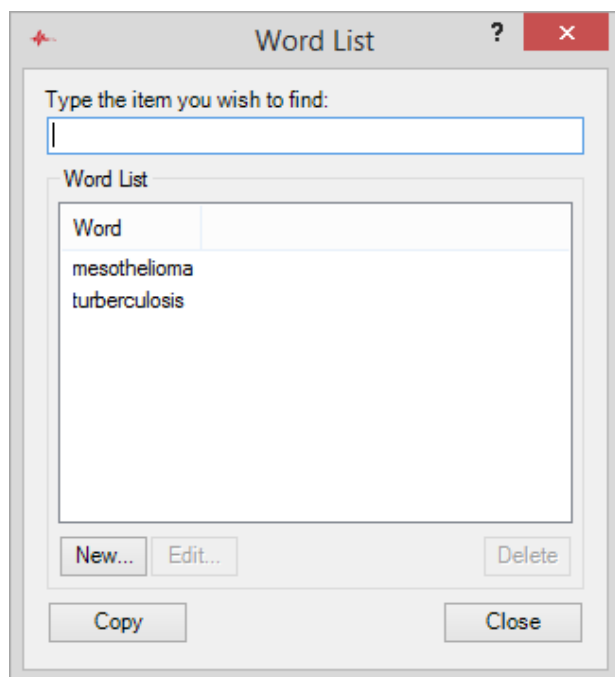 Word List
?
Type the item you wish to find:
Word List
Word
mesothelioma
turberculosis
New... Edit... Delete
Copy Close